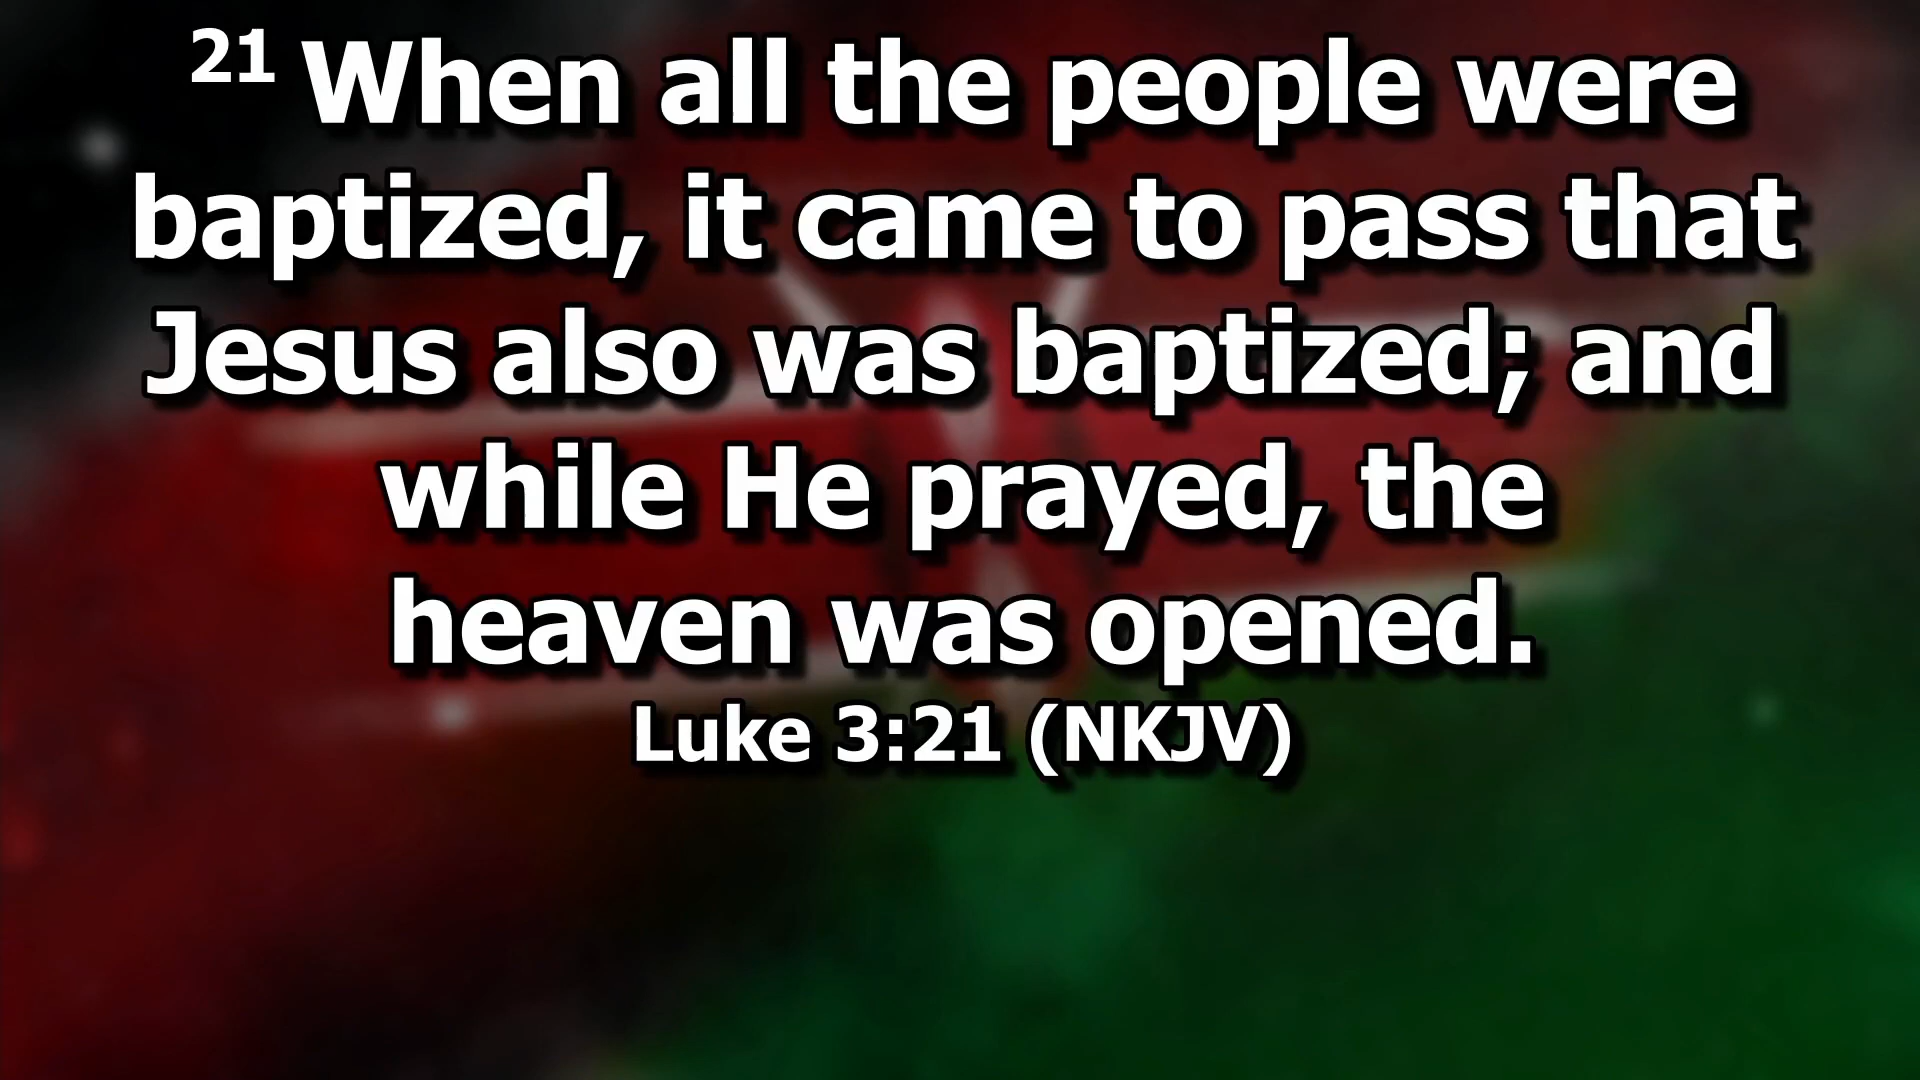 21 When all the people were
baptized, it came to pass that
Jesus also was baptized; and
while He prayed, the
heaven was opened.
Luke 3:21 (NKJV)